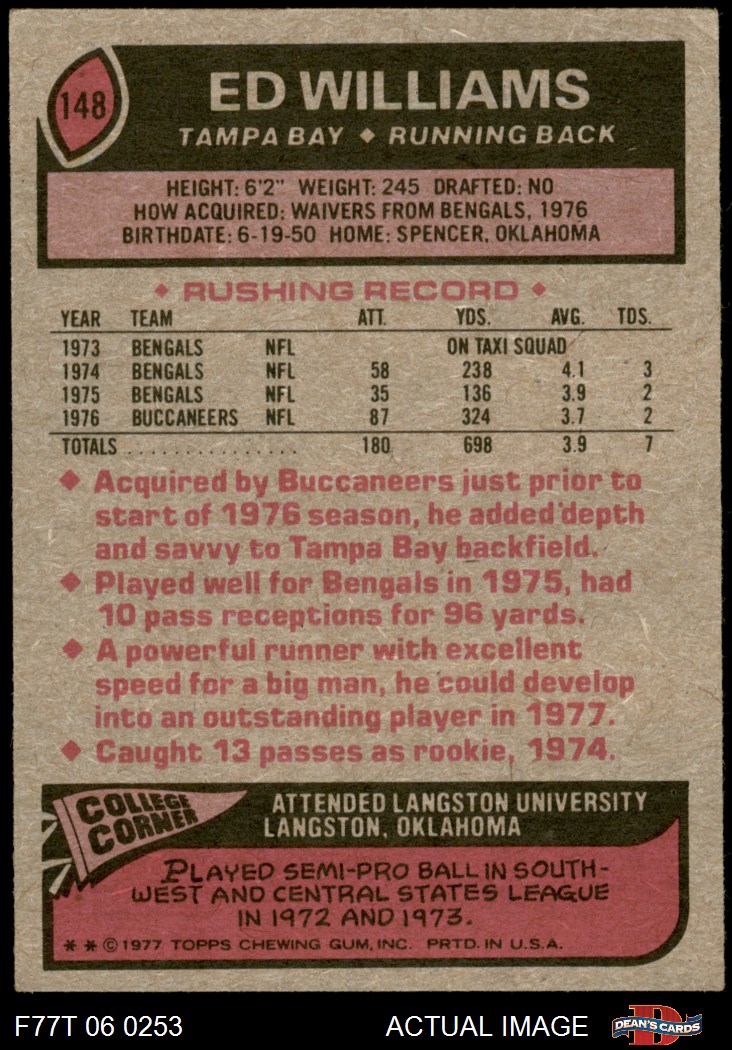 148
ED WILLIAMS
TAMPA BAY ◆ RUNNING BACK
HEIGHT: 6'2" WEIGHT: 245 DRAFTED: NO
HOW ACQUIRED: WAIVERS FROM BENGALS, 1976
BIRTHDATE: 6-19-50 HOME: SPENCER, OKLAHOMA
◆ RUSHING RECORD ◆
YEAR TEAM ATT. YDS. AVG. TDS.
1973 BENGALS NFL ON TAXI SQUAD
1974 BENGALS NFL 58 238 4.1 3
1975 BENGALS NFL 35 136 3.9 2
1976 BUCCANEERS NFL 87 324 3.7 2
TOTALS . . . . . . . . . . . . . . . 180 698 3.9 7
◆ Acquired by Buccaneers just prior to
start of 1976 season, he added depth
and savvy to Tampa Bay backfield.
◆ Played well for Bengals in 1975, had
10 pass receptions for 96 yards.
◆ A powerful runner with excellent
speed for a big man, he could develop
into an outstanding player in 1977.
◆ Caught 13 passes as rookie, 1974.
COLLEGE
CORNER
ATTENDED LANGSTON UNIVERSITY
LANGSTON, OKLAHOMA
PLAYED SEMI-PRO BALL IN SOUTH-
WEST AND CENTRAL STATES LEAGUE
IN 1972 AND 1973.
* * © 1977 TOPPS CHEWING GUM, INC. PRTD. IN U.S.A.
F77T 06 0253 ACTUAL IMAGE
D
DEAN'S CARDS